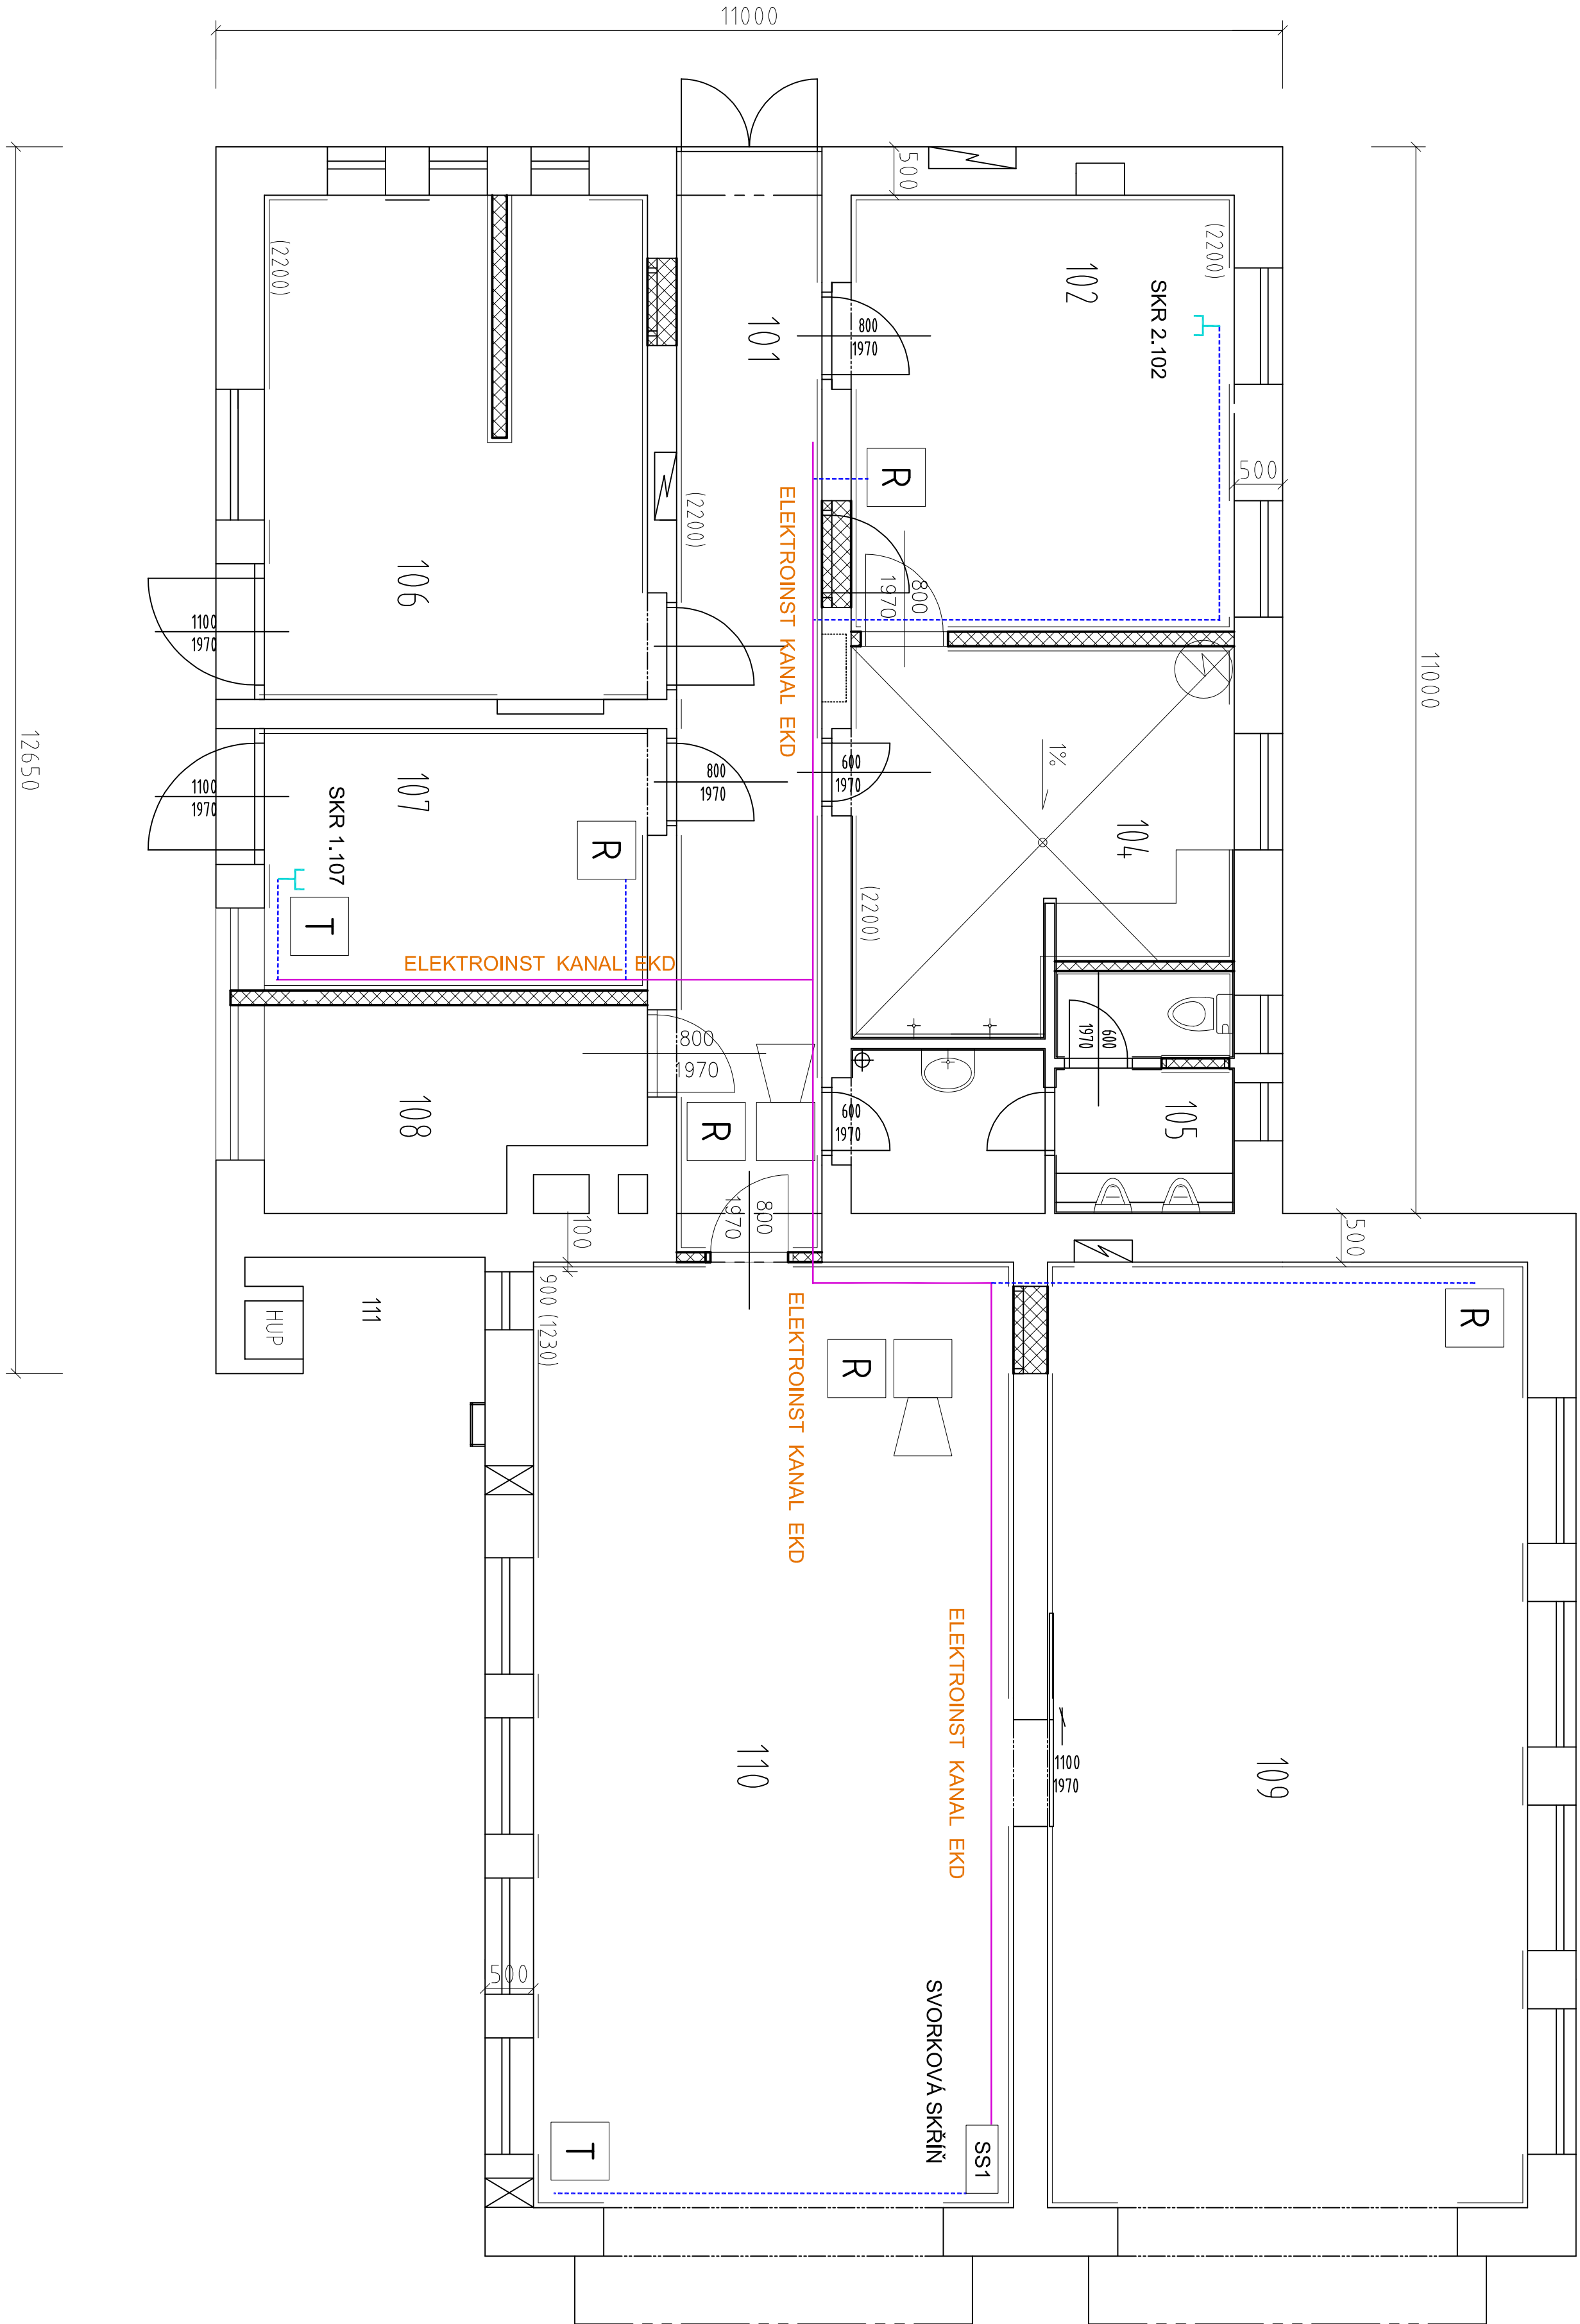 11000
500
(2200)
(2200)
102
SKR 2.102
11000
500
101
800
1970
R
(2200)
ELEKTROINST KANAL EKD
800
1970
106
1100
1970
12650
107
1100
1970
SKR 1.107
R
T
800
1970
600
1970
1%
104
(2200)
ELEKTROINST KANAL EKD
800
1970
600
1970
105
108
R
600
1970
800
1970
100
500
900 (1230)
111
HUP
ELEKTROINST KANAL EKD
R
R
ELEKTROINST KANAL EKD
110
1100
1970
109
500
SVORKOVÁ SKŘÍŇ
SS1
T